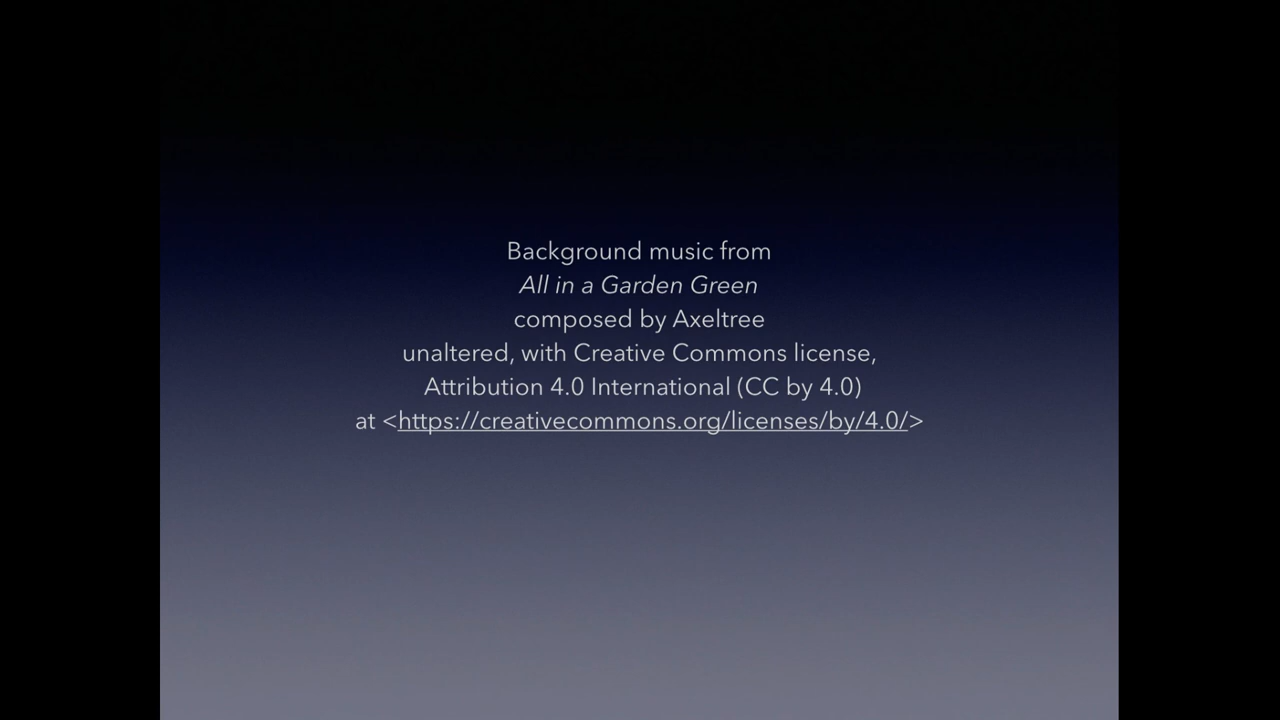 Background music from
All in a Garden Green
composed by Axeltree
unaltered, with Creative Commons license,
Attribution 4.0 International (CC by 4.0)
at <https://creativecommons.org/licenses/by/4.0/>